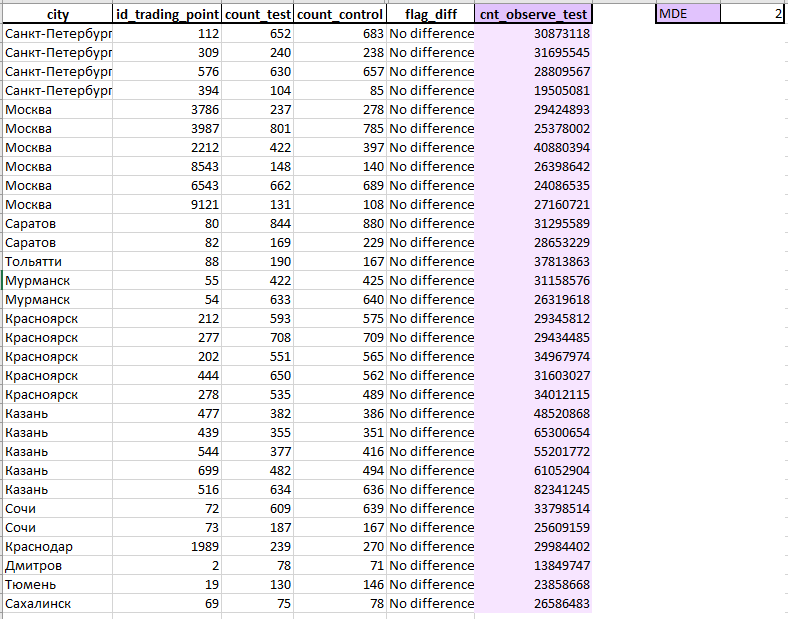 city id_trading_point count_test count_control flag_diff cnt_observe_test MDE 2
Санкт-Петербург 112 652 683 No difference 30873118
Санкт-Петербург 309 240 238 No difference 31695545
Санкт-Петербург 576 630 657 No difference 28809567
Санкт-Петербург 394 104 85 No difference 19505081
Москва 3786 237 278 No difference 29424893
Москва 3987 801 785 No difference 25378002
Москва 2212 422 397 No difference 40880394
Москва 8543 148 140 No difference 26398642
Москва 6543 662 689 No difference 24086535
Москва 9121 131 108 No difference 27160721
Саратов 80 844 880 No difference 31295589
Саратов 82 169 229 No difference 28653229
Тольятти 88 190 167 No difference 37813863
Мурманск 55 422 425 No difference 31158576
Мурманск 54 633 640 No difference 26319618
Красноярск 212 593 575 No difference 29345812
Красноярск 277 708 709 No difference 29434485
Красноярск 202 551 565 No difference 34967974
Красноярск 444 650 562 No difference 31603027
Красноярск 278 535 489 No difference 34012115
Казань 477 382 386 No difference 48520868
Казань 439 355 351 No difference 65300654
Казань 544 377 416 No difference 55201772
Казань 699 482 494 No difference 61052904
Казань 516 634 636 No difference 82341245
Сочи 72 609 639 No difference 33798514
Сочи 73 187 167 No difference 25609159
Краснодар 1989 239 270 No difference 29984402
Дмитров 2 78 71 No difference 13849747
Тюмень 19 130 146 No difference 23858668
Сахалинск 69 75 78 No difference 26586483